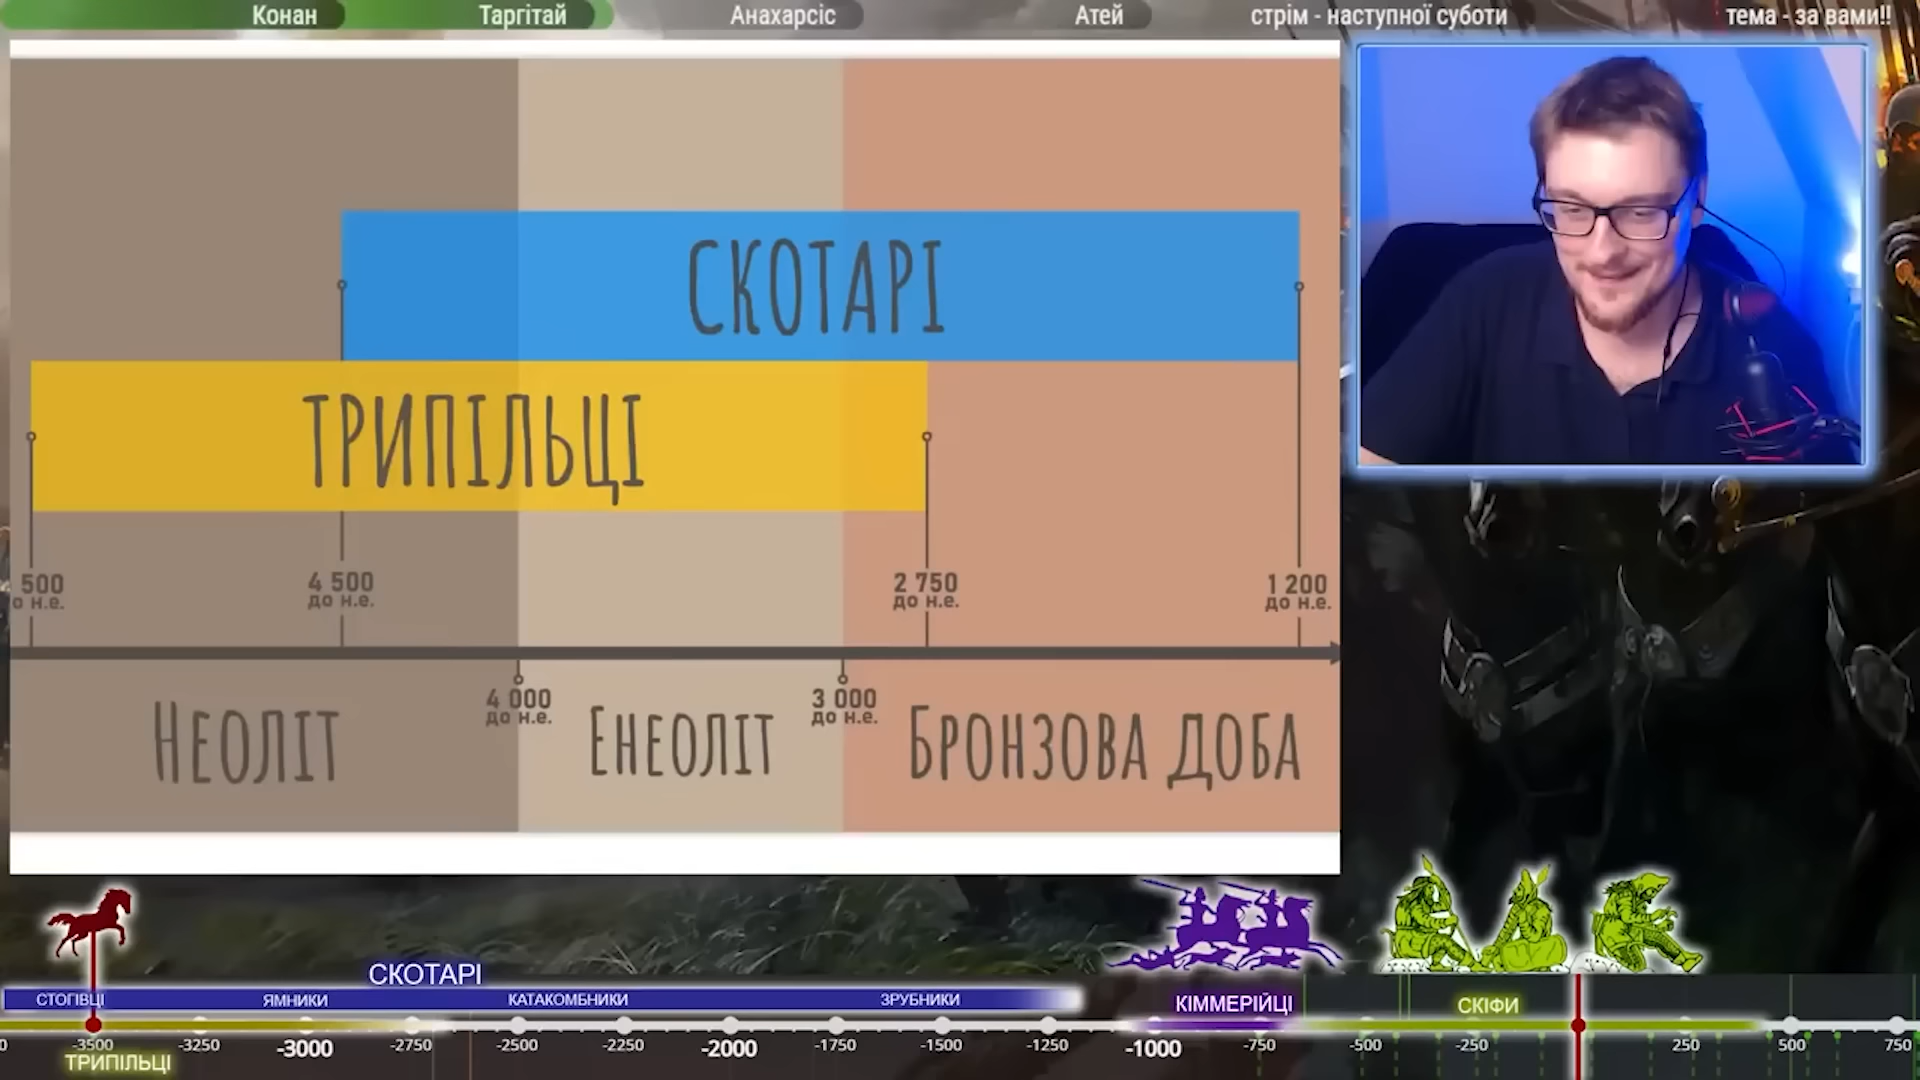 Конан Таргітай Анахарсіс Атей стрім - наступної суботи тема - за вами!!
СКОТАРІ
ТРИПІЛЬЦІ
500 4 500 2 750 1 200
о н.е. до н.е. до н.е. до н.е.
4 000 3 000
до н.е. до н.е.
НЕОЛІТ ЕНЕОЛІТ БРОНЗОВА ДОБА
СКОТАРІ
СТОГІВЦІ ЯМНИКИ КАТАКОМБНИКИ ЗРУБНИКИ КІММЕРІЙЦІ СКІФИ
0 -3500 -3250 -3000 -2750 -2500 -2250 -2000 -1750 -1500 -1250 -1000 -750 -500 -250 250 500 750
ТРИПІЛЬЦІ